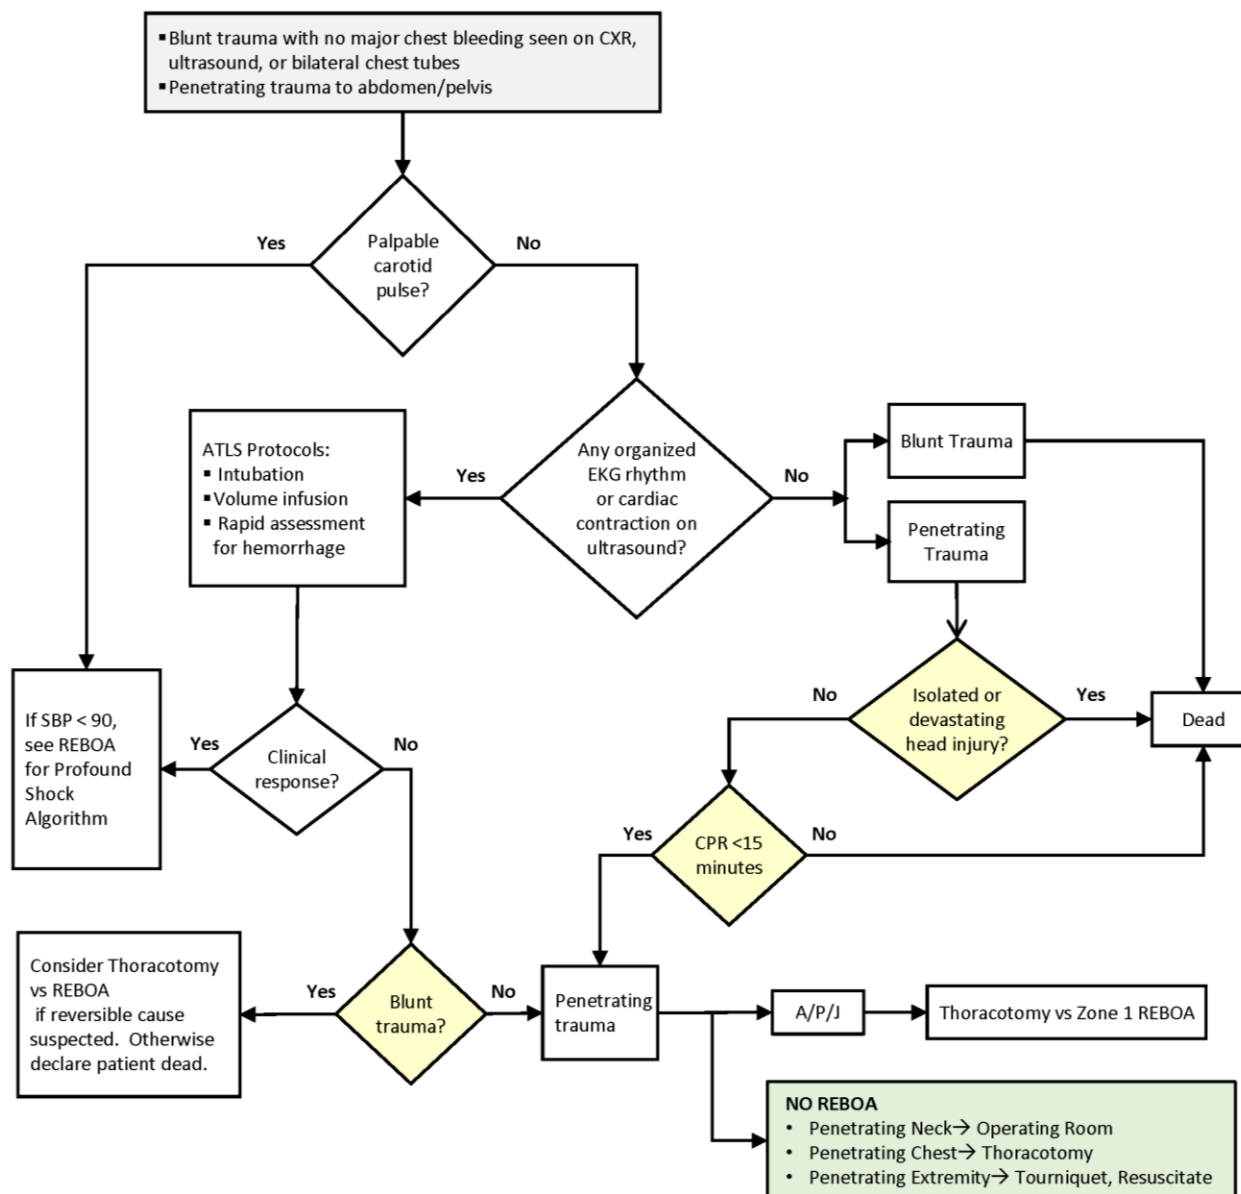 ▪Blunt trauma with no major chest bleeding seen on CXR,
ultrasound, or bilateral chest tubes
▪Penetrating trauma to abdomen/pelvis
Yes
Palpable
carotid
pulse?
No
ATLS Protocols:
▪ Intubation
▪Volume infusion
▪ Rapid assessment
for hemorrhage
Yes
Any organized
EKG rhythm
or cardiac
contraction on
ultrasound?
No
Blunt Trauma
Penetrating
Trauma
If SBP < 90,
see REBOA
for Profound
Shock
Algorithm
Yes
Clinical
response?
No
No
Isolated or
devastating
head injury?
Yes
Dead
Yes
CPR <15
minutes
No
Consider Thoracotomy
vs REBOA
if reversible cause
suspected. Otherwise
declare patient dead.
Yes
Blunt
trauma?
No
Penetrating
trauma
A/P/J
Thoracotomy vs Zone 1 REBOA
NO REBOA
• Penetrating Neck→ Operating Room
• Penetrating Chest→ Thoracotomy
• Penetrating Extremity→ Tourniquet, Resuscitate